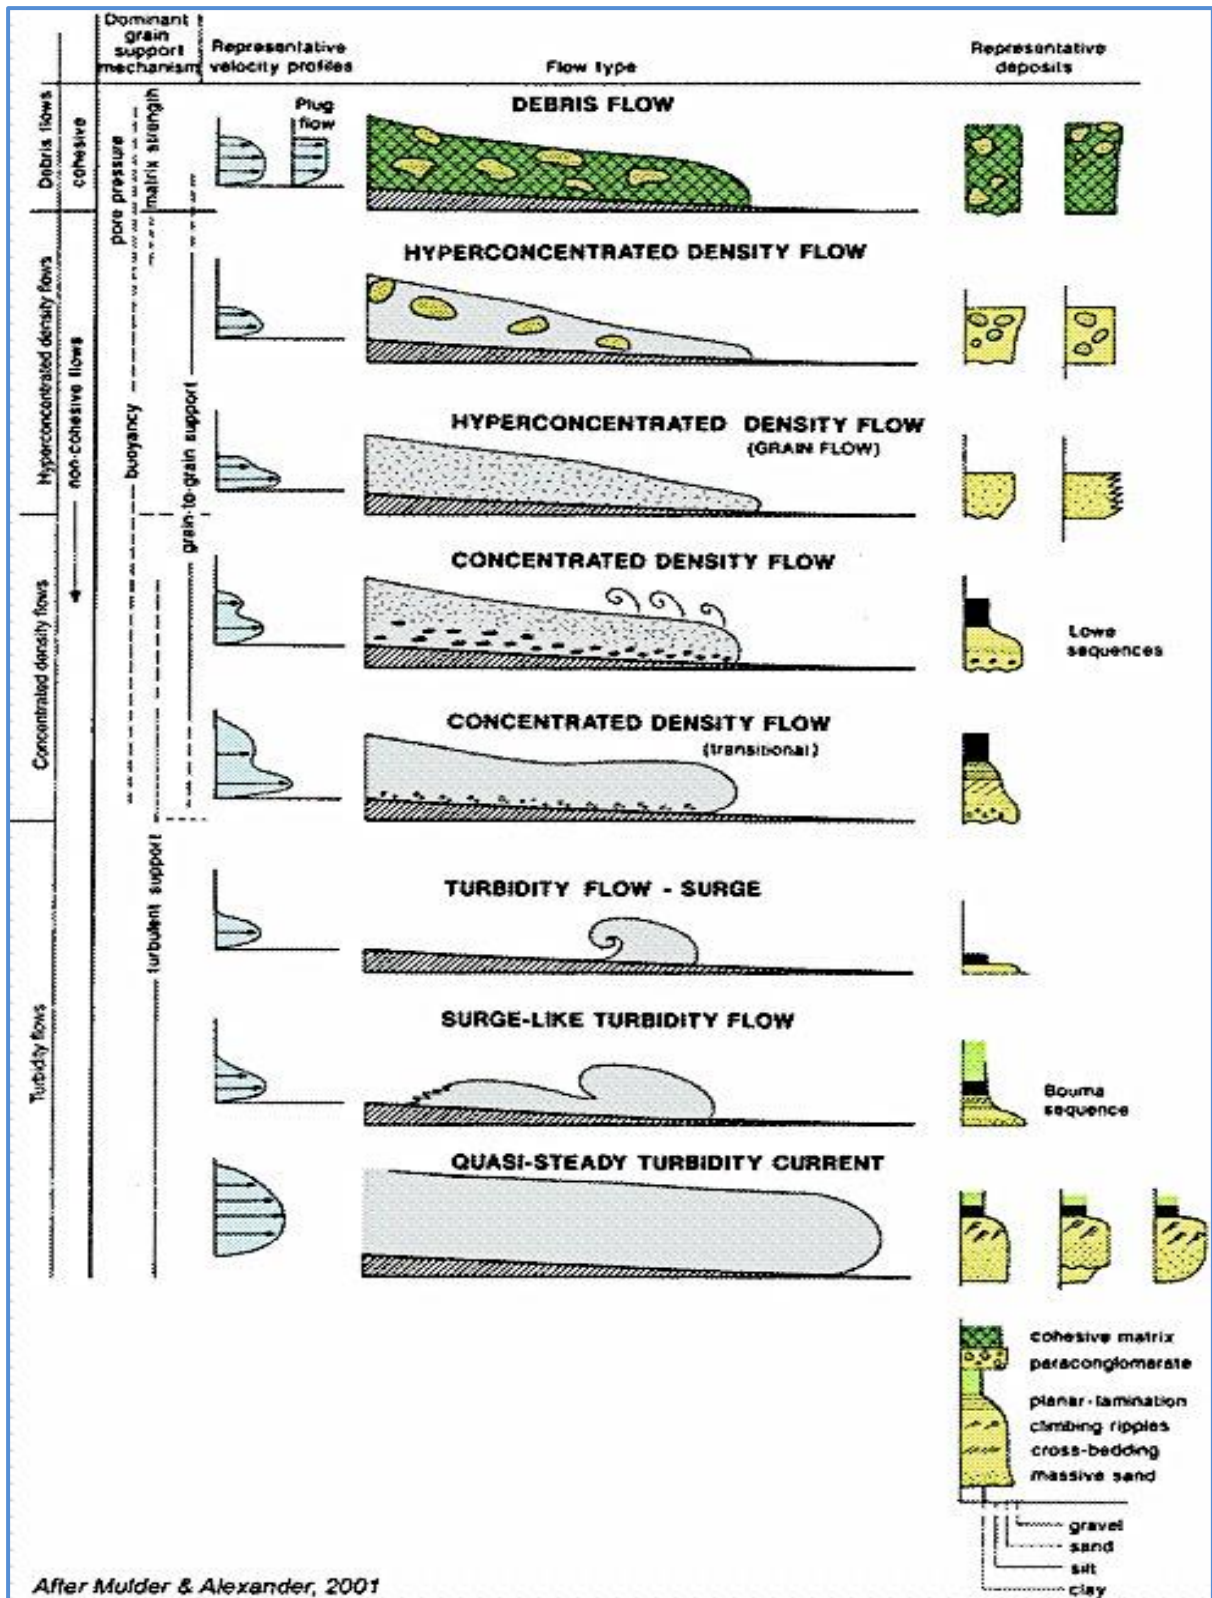 Dominant
grain
support
mechanism
Representative
velocity profiles
Flow type
Representative
deposits
Debris flows
cohesive
pore pressure
matrix strength
Plug
flow
DEBRIS FLOW
Hyperconcentrated density flows
non-cohesive flows
buoyancy
grain-to-grain support
HYPERCONCENTRATED DENSITY FLOW
HYPERCONCENTRATED DENSITY FLOW
(GRAIN FLOW)
Concentrated density flows
CONCENTRATED DENSITY FLOW
Lowe
sequences
CONCENTRATED DENSITY FLOW
(transitional)
Turbidity flows
turbulent support
TURBIDITY FLOW - SURGE
SURGE-LIKE TURBIDITY FLOW
Bouma
sequence
QUASI-STEADY TURBIDITY CURRENT
cohesive matrix
paraconglomerate
planar-lamination
climbing ripples
cross-bedding
massive sand
gravel
sand
silt
clay
After Mulder & Alexander, 2001